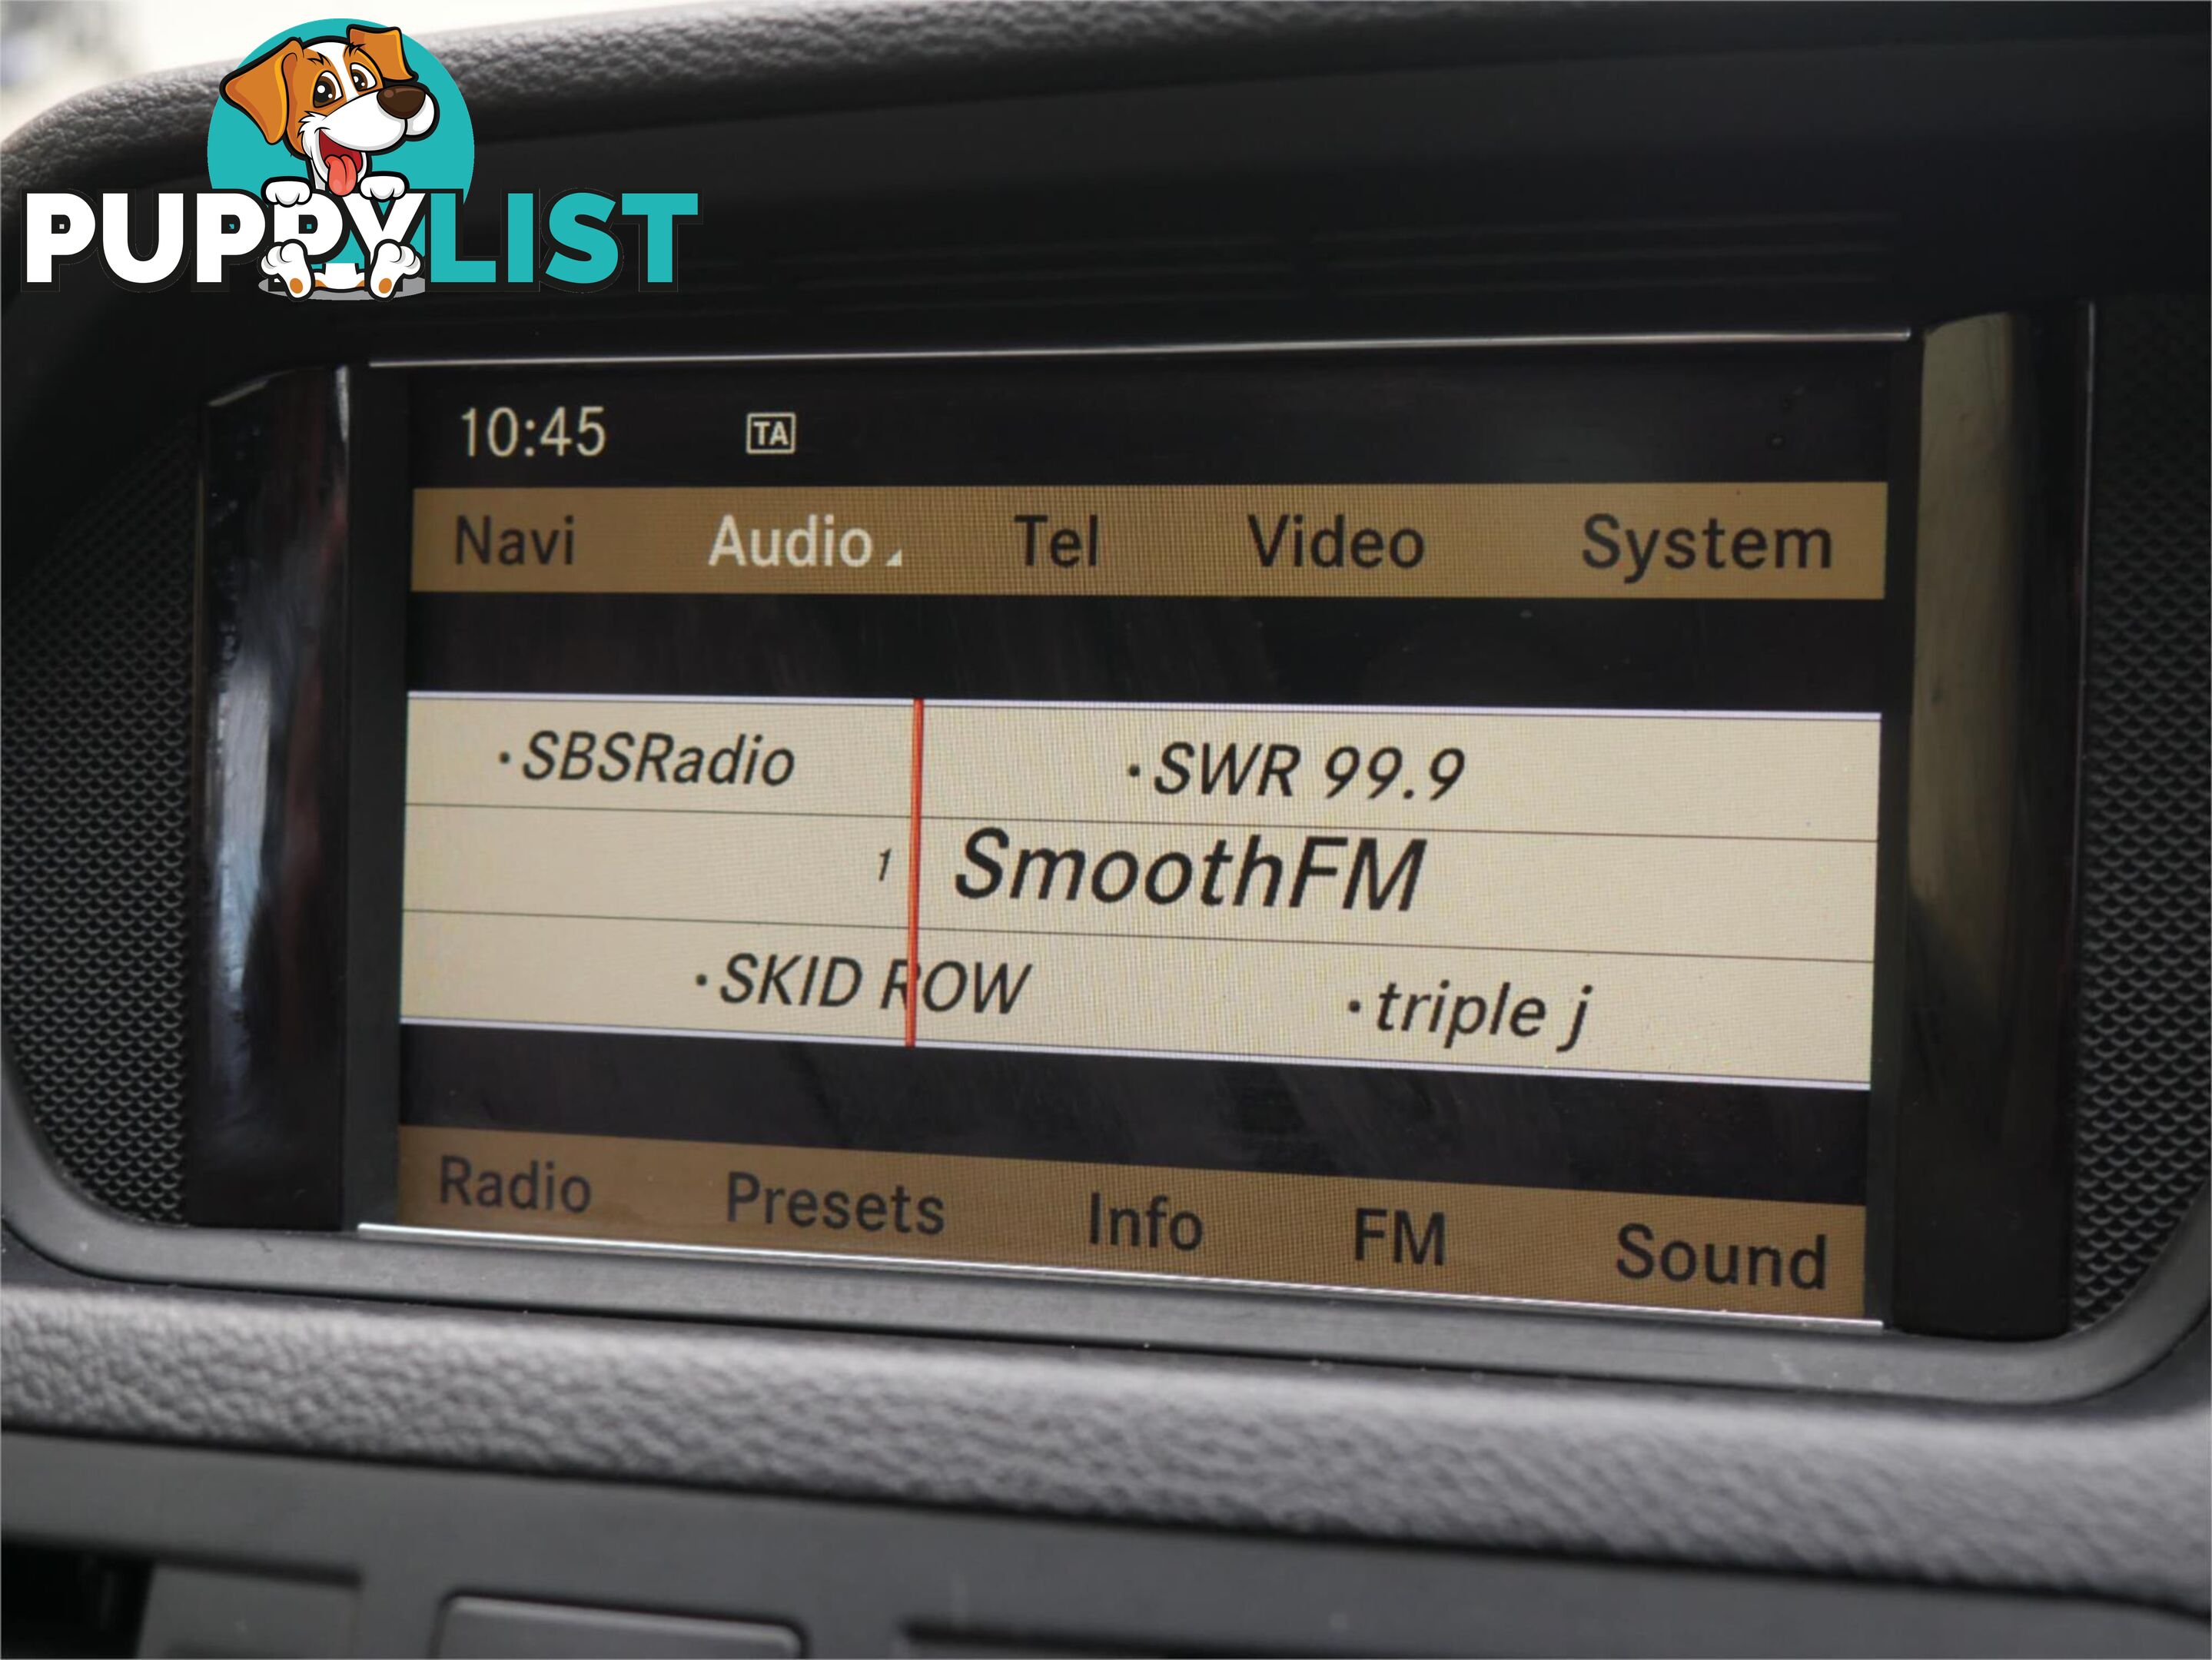 PUPPYLIST
10:45 TA
Navi Audio Tel Video System
·SBSRadio ·SWR 99.9
1 SmoothFM
·SKID ROW ·triple j
Radio Presets Info FM Sound